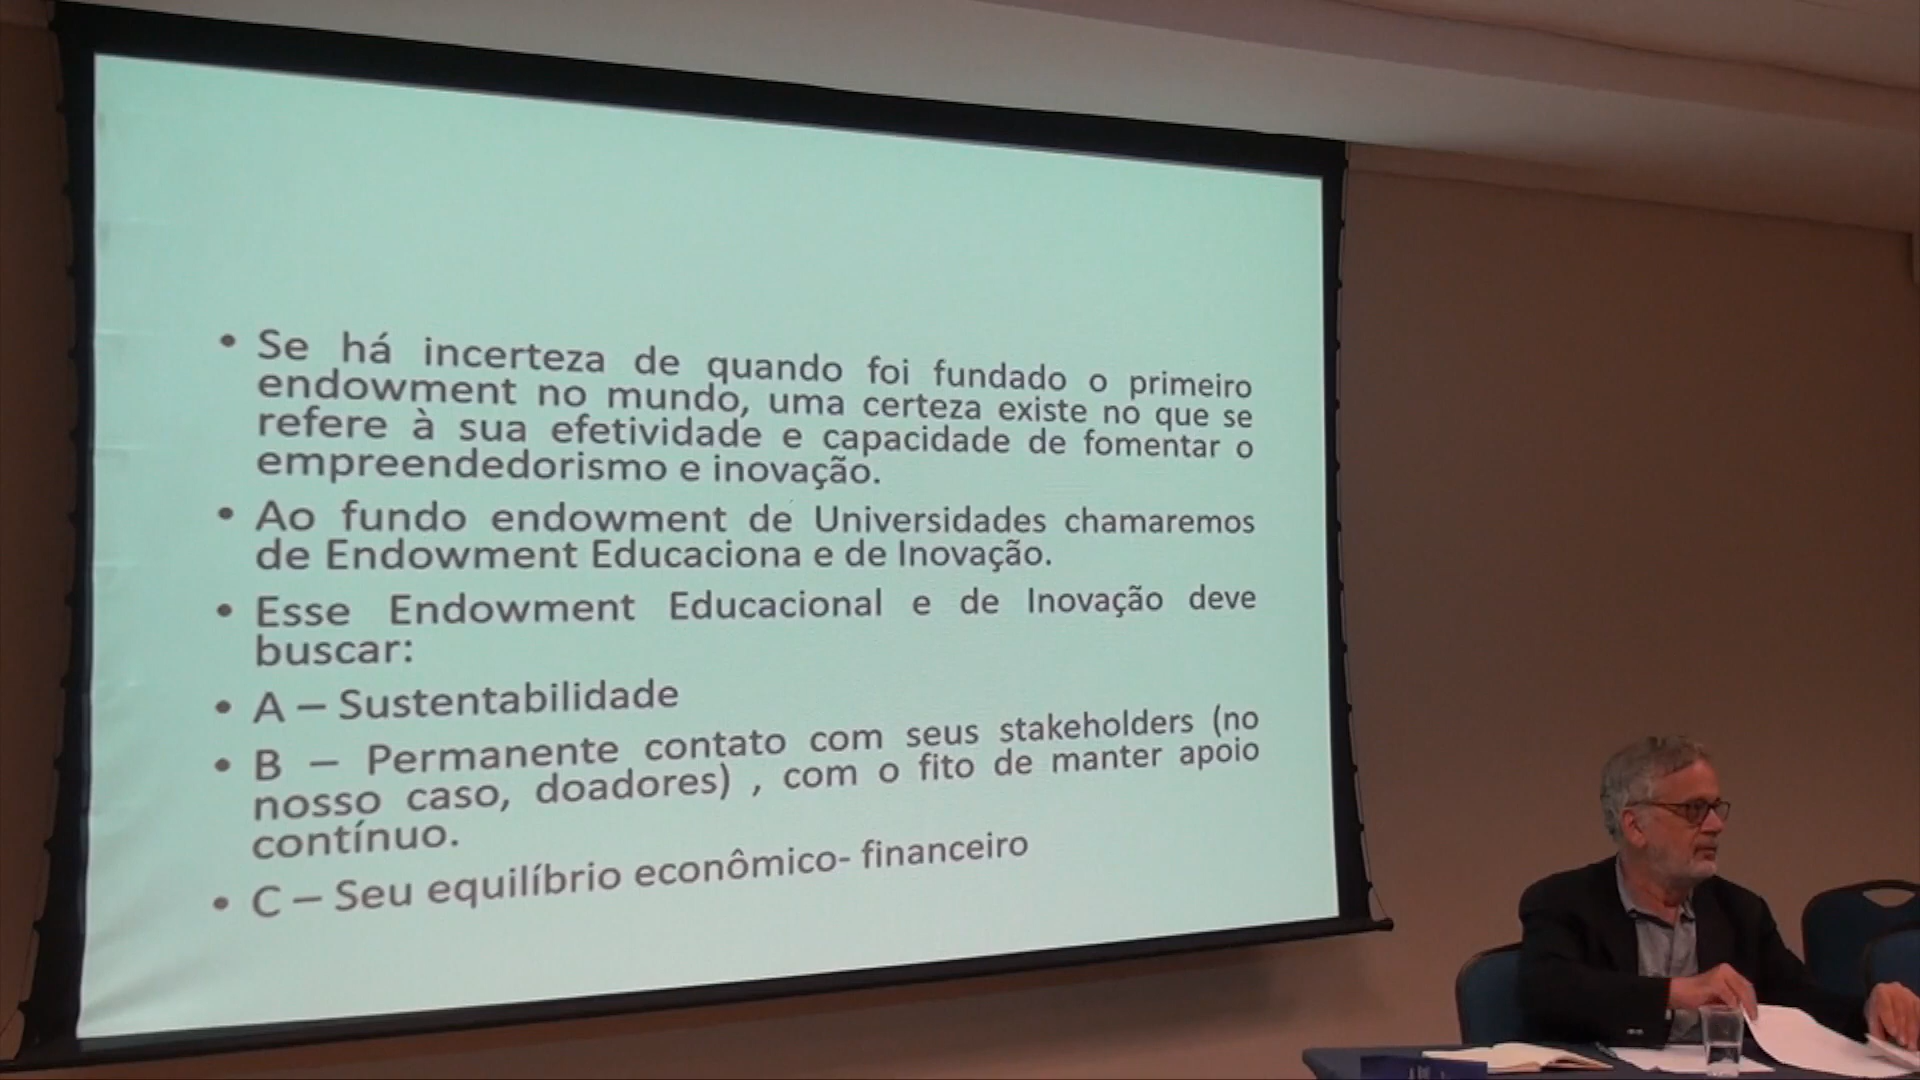 • Se há incerteza de quando foi fundado o primeiro
endowment no mundo, uma certeza existe no que se
refere à sua efetividade e capacidade de fomentar o
empreendedorismo e inovação.
• Ao fundo endowment de Universidades chamaremos
de Endowment Educaciona e de Inovação.
• Esse Endowment Educacional e de Inovação deve
buscar:
• A – Sustentabilidade
• B – Permanente contato com seus stakeholders (no
nosso caso, doadores) , com o fito de manter apoio
contínuo.
• C – Seu equilíbrio econômico- financeiro